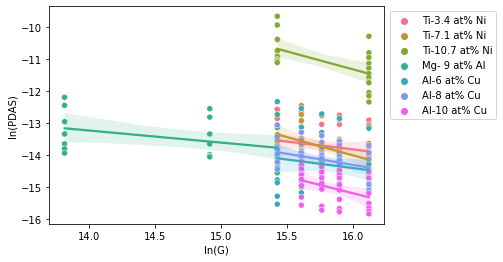 Ti-3.4 at% Ni
Ti-7.1 at% Ni
Ti-10.7 at% Ni
Mg- 9 at% Al
Al-6 at% Cu
Al-8 at% Cu
Al-10 at% Cu
ln(PDAS)
−10
−11
−12
−13
−14
−15
−16
14.0 14.5 15.0 15.5 16.0
ln(G)